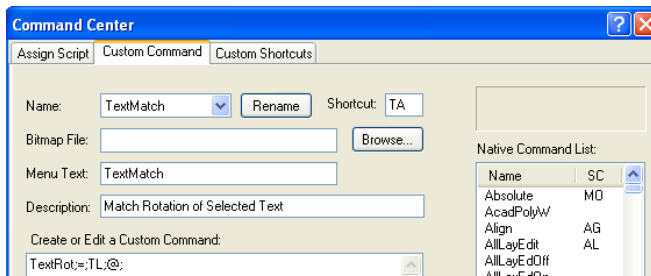 Command Center
Assign Script Custom Command Custom Shortcuts
Name: TextMatch Rename Shortcut: TA
Bitmap File: Browse...
Native Command List:
Menu Text: TextMatch
Name SC
Description: Match Rotation of Selected Text
Absolute MO
AcadPolyW
Align AG
Create or Edit a Custom Command:
AllLayEdit AL
TextRot;=;TL;@;
AllLayEdOff